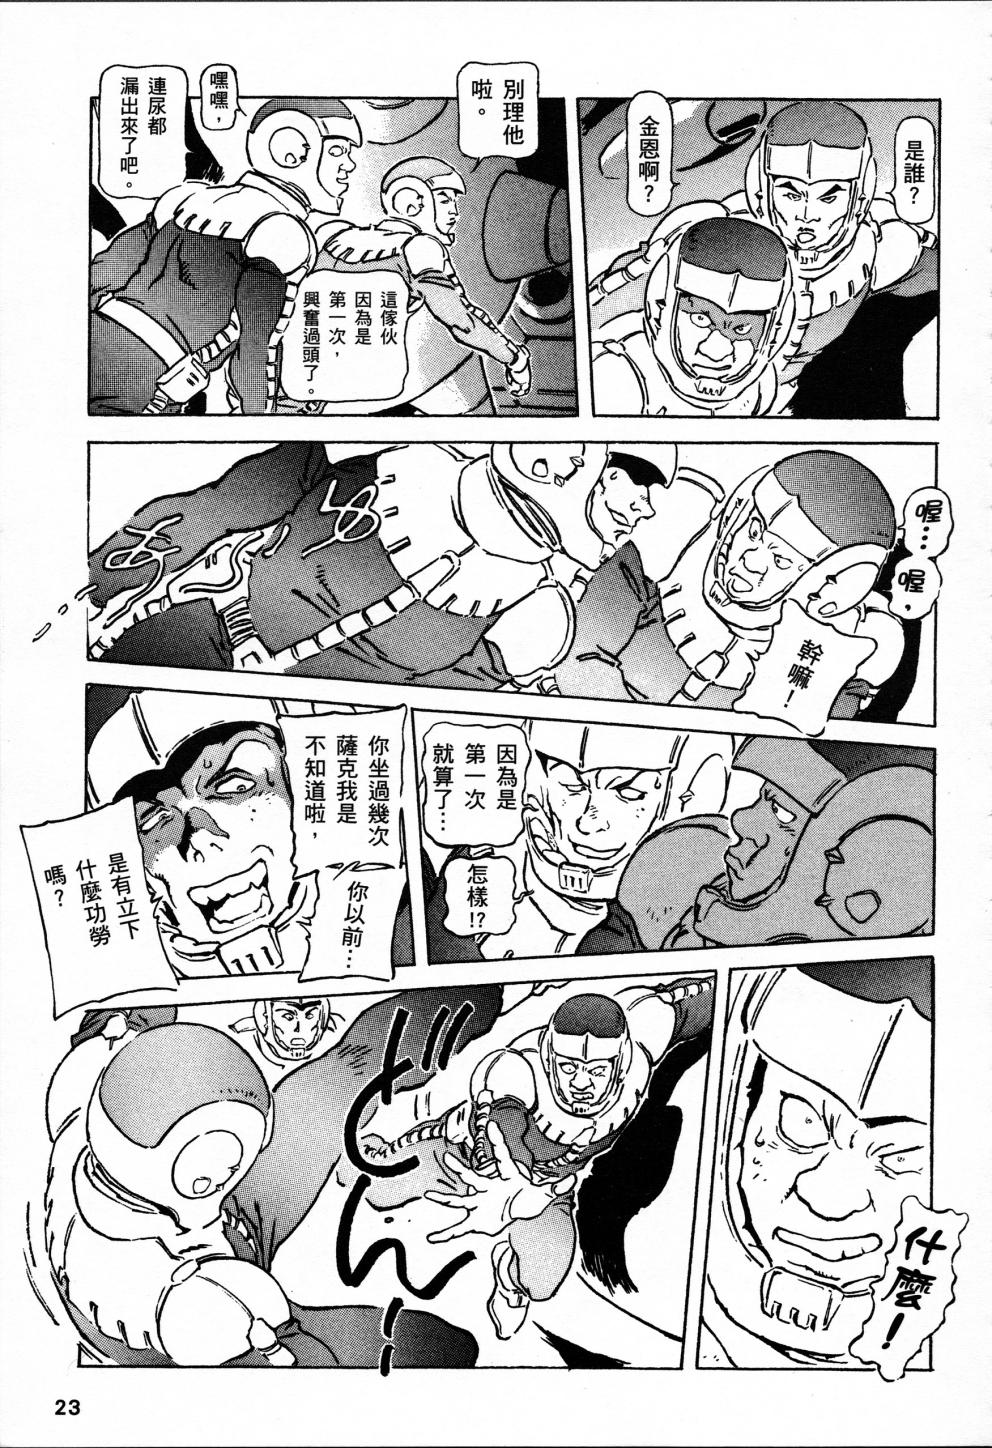 是誰?
金恩啊?
別理他
啦。
這傢伙
因為是
第一次,
興奮過頭了。
嘿嘿,
連尿都
漏出來了吧。
喔…
喔,
幹嘛!
因為是
第一次
就算了…
怎樣!?
你坐過幾次
薩克我是
不知道啦,
你以前…
是有立下
什麼功勞
嗎?
什麼!
どん
23